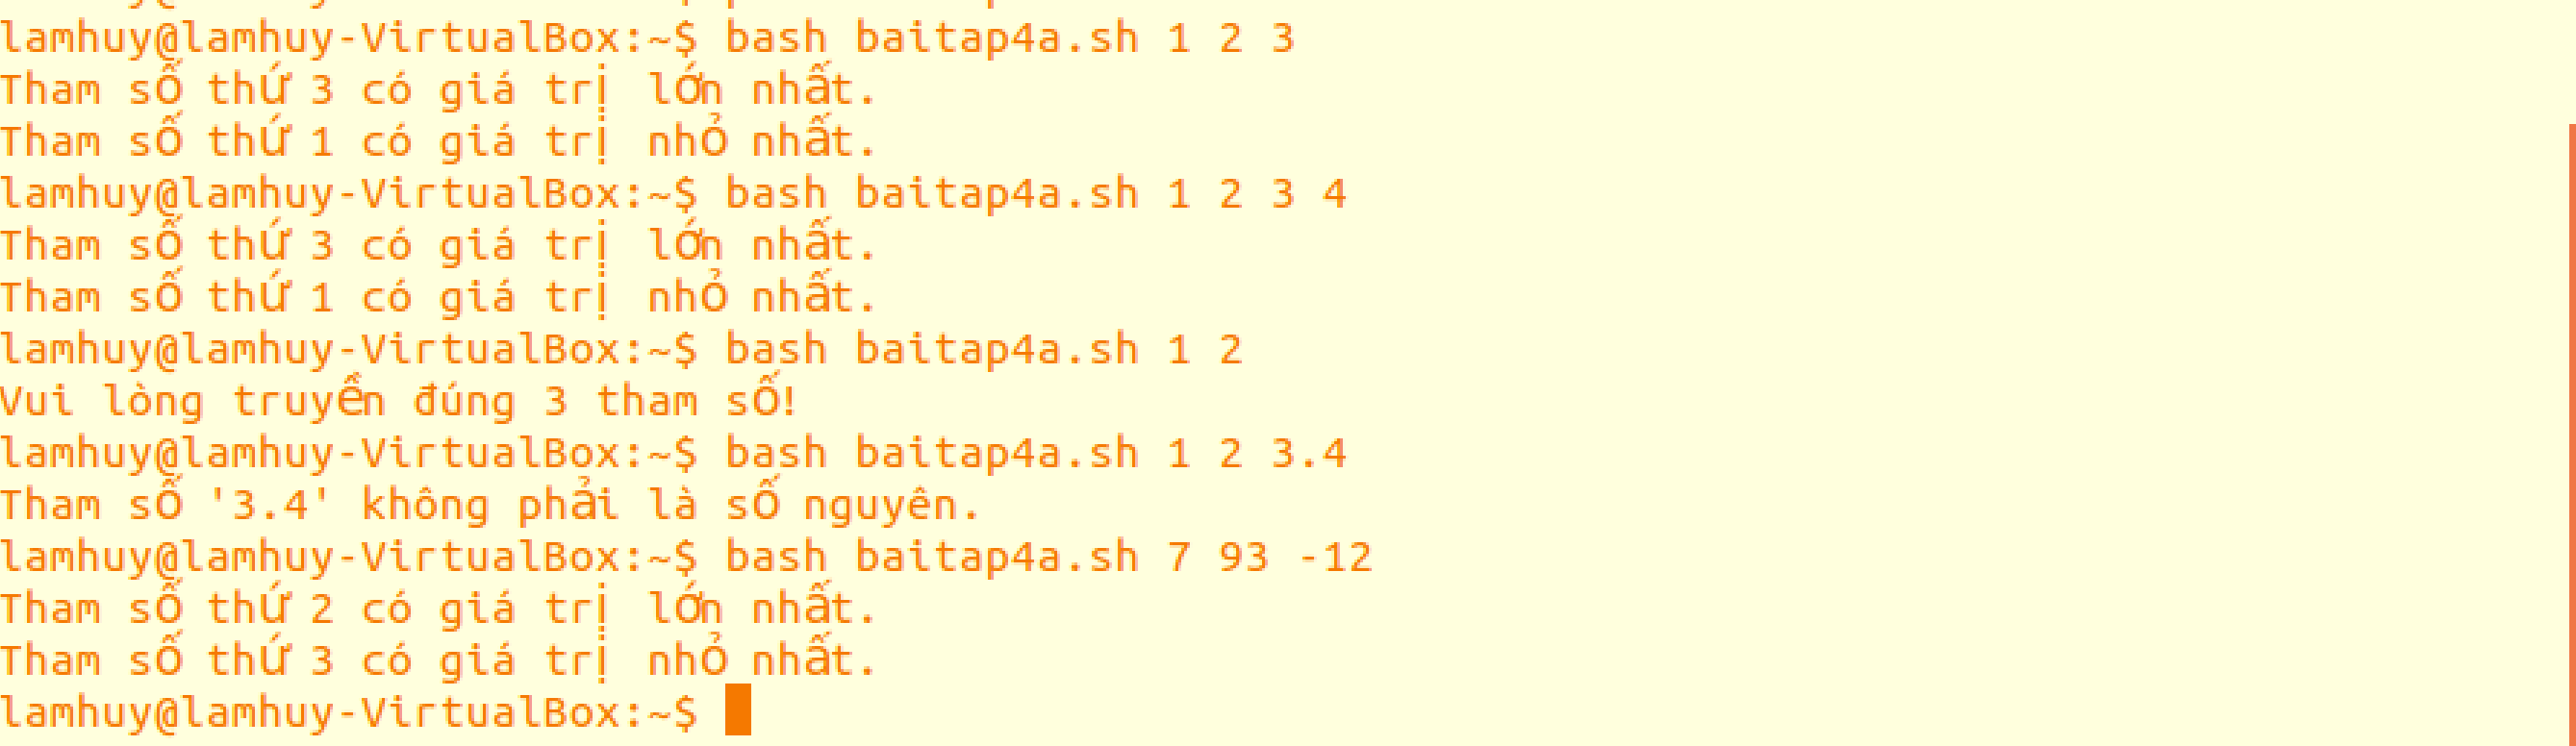 lamhuy@lamhuy-VirtualBox:~$ bash baitap4a.sh 1 2 3
Tham số thứ 3 có giá trị lớn nhất.
Tham số thứ 1 có giá trị nhỏ nhất.
lamhuy@lamhuy-VirtualBox:~$ bash baitap4a.sh 1 2 3 4
Tham số thứ 3 có giá trị lớn nhất.
Tham số thứ 1 có giá trị nhỏ nhất.
lamhuy@lamhuy-VirtualBox:~$ bash baitap4a.sh 1 2
Vui lòng truyền đúng 3 tham số!
lamhuy@lamhuy-VirtualBox:~$ bash baitap4a.sh 1 2 3.4
Tham số '3.4' không phải là số nguyên.
lamhuy@lamhuy-VirtualBox:~$ bash baitap4a.sh 7 93 -12
Tham số thứ 2 có giá trị lớn nhất.
Tham số thứ 3 có giá trị nhỏ nhất.
lamhuy@lamhuy-VirtualBox:~$